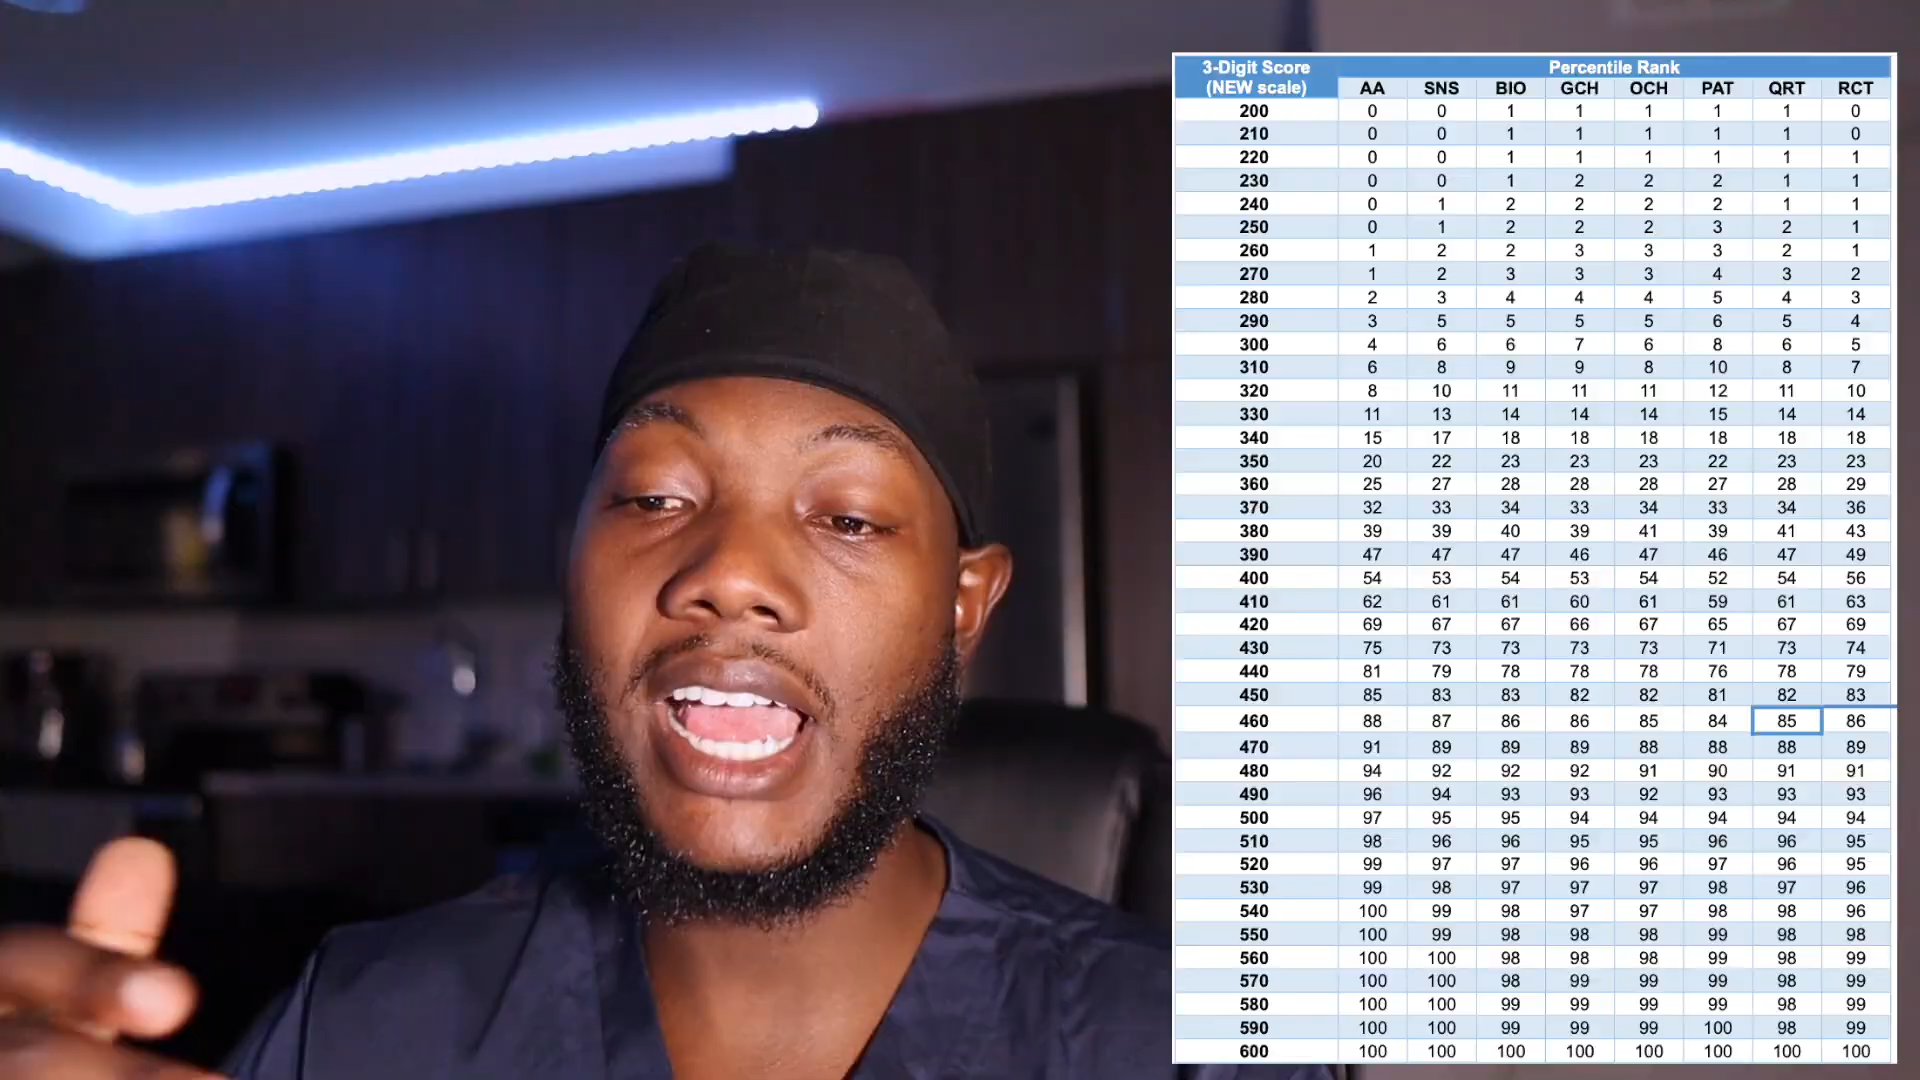 3-Digit Score Percentile Rank
(NEW scale) AA SNS BIO GCH OCH PAT QRT RCT
200 0 0 1 1 1 1 1 0
210 0 0 1 1 1 1 1 0
220 0 0 1 1 1 1 1 1
230 0 0 1 2 2 2 1 1
240 0 1 2 2 2 2 1 1
250 0 1 2 2 2 3 2 1
260 1 2 2 3 3 3 2 1
270 1 2 3 3 3 4 3 2
280 2 3 4 4 4 5 4 3
290 3 5 5 5 5 6 5 4
300 4 6 6 7 6 8 6 5
310 6 8 9 9 8 10 8 7
320 8 10 11 11 11 12 11 10
330 11 13 14 14 14 15 14 14
340 15 17 18 18 18 18 18 18
350 20 22 23 23 23 22 23 23
360 25 27 28 28 28 27 28 29
370 32 33 34 33 34 33 34 36
380 39 39 40 39 41 39 41 43
390 47 47 47 46 47 46 47 49
400 54 53 54 53 54 52 54 56
410 62 61 61 60 61 59 61 63
420 69 67 67 66 67 65 67 69
430 75 73 73 73 73 71 73 74
440 81 79 78 78 78 76 78 79
450 85 83 83 82 82 81 82 83
460 88 87 86 86 85 84 85 86
470 91 89 89 89 88 88 88 89
480 94 92 92 92 91 90 91 91
490 96 94 93 93 92 93 93 93
500 97 95 95 94 94 94 94 94
510 98 96 96 95 95 96 96 95
520 99 97 97 96 96 97 96 95
530 99 98 97 97 97 98 97 96
540 100 99 98 97 97 98 98 96
550 100 99 98 98 98 99 98 98
560 100 100 98 98 98 99 98 99
570 100 100 98 99 99 99 98 99
580 100 100 99 99 99 99 98 99
590 100 100 99 99 99 100 98 99
600 100 100 100 100 100 100 100 100